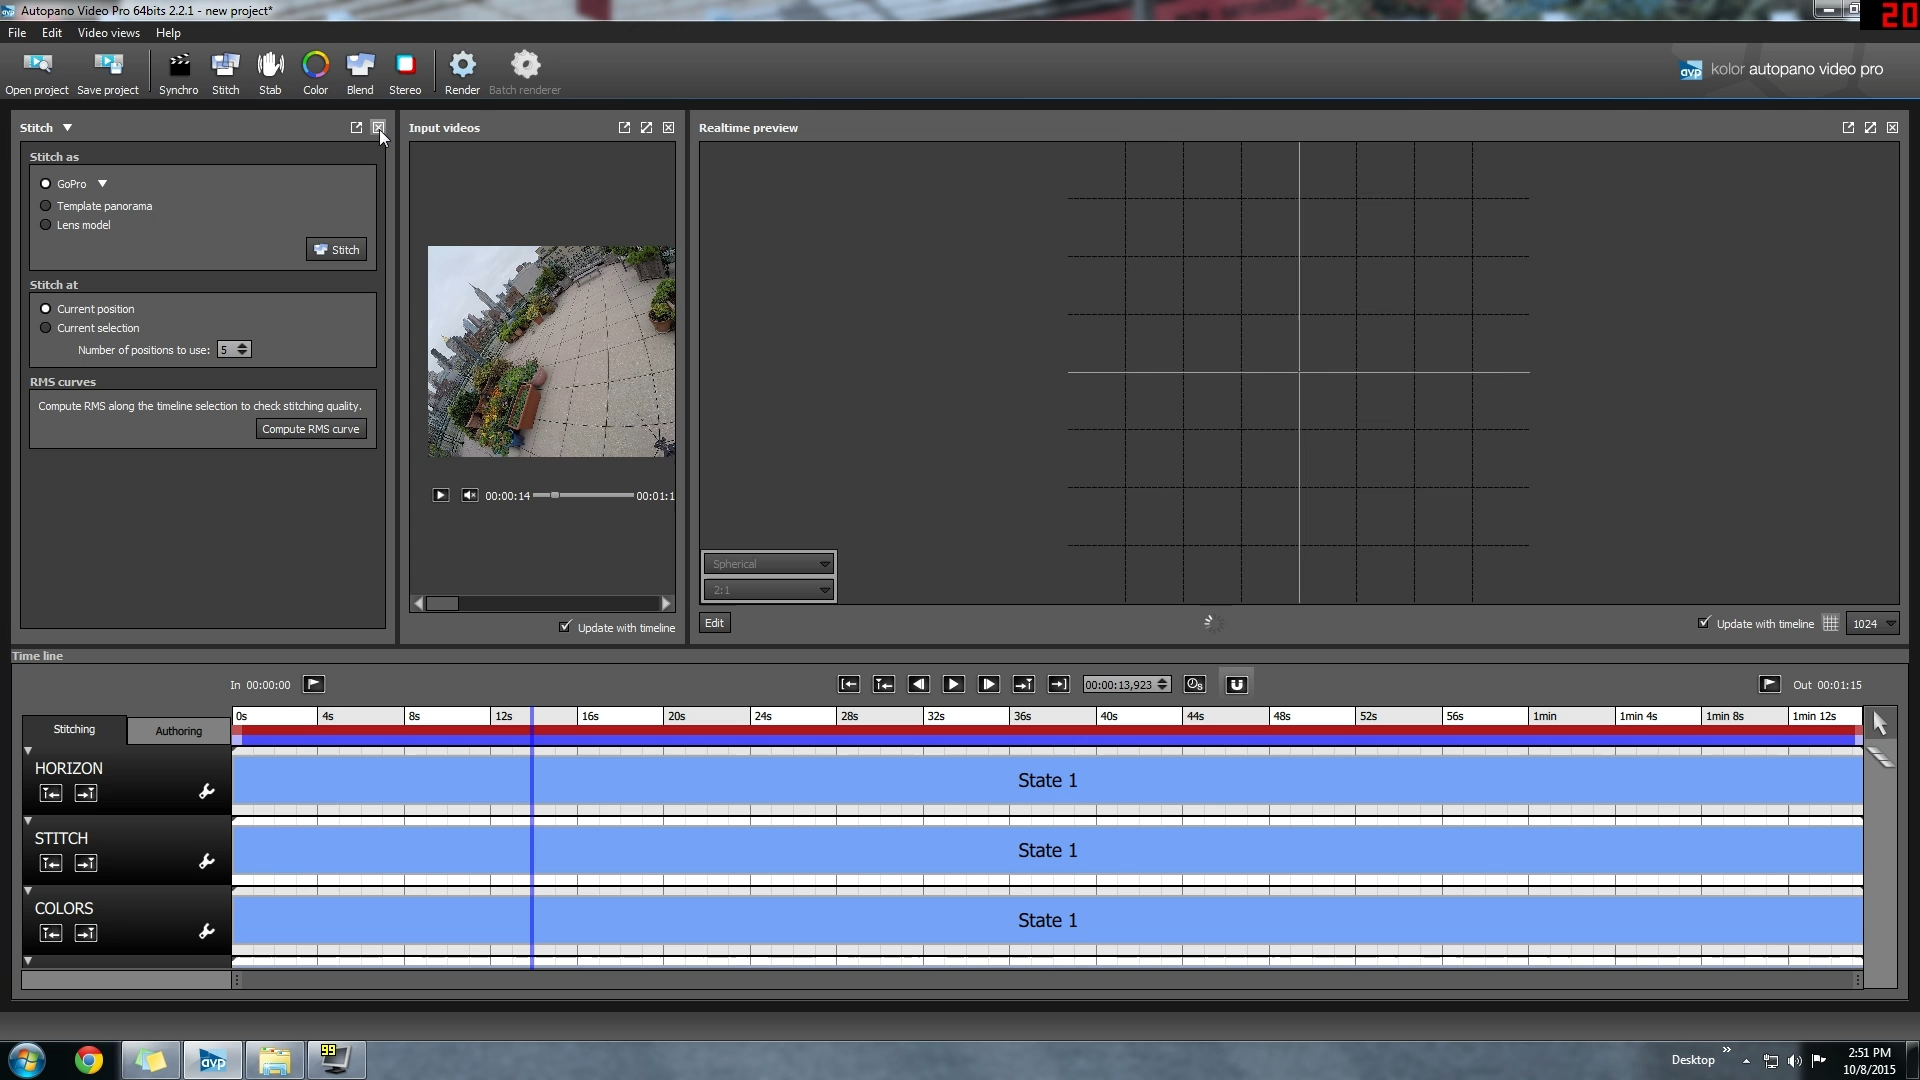 Autopano Video Pro 64bits 2.2.1 - new project*
20
File Edit Video views Help
Open project Save project Synchro Stitch Stab Color Blend Stereo Render Batch renderer
avp kolor autopano video pro
Stitch
Input videos
Realtime preview
Stitch as
GoPro
Template panorama
Lens model
Stitch
Stitch at
Current position
Current selection
Number of positions to use: 5
RMS curves
Compute RMS along the timeline selection to check stitching quality.
Compute RMS curve
00:00:14 00:01:1
Update with timeline
Spherical
2:1
Edit
Update with timeline 1024
Time line
In 00:00:00
00:00:13,923
Out 00:01:15
Stitching Authoring
0s 4s 8s 12s 16s 20s 24s 28s 32s 36s 40s 44s 48s 52s 56s 1min 1min 4s 1min 8s 1min 12s
HORIZON
State 1
STITCH
State 1
COLORS
State 1
avp
99
Desktop
2:51 PM
10/8/2015